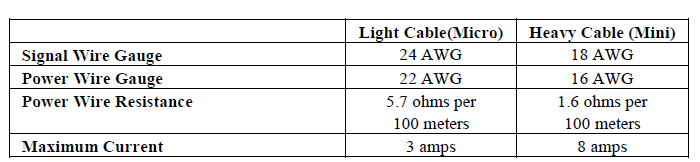 Light Cable(Micro) Heavy Cable (Mini)
Signal Wire Gauge 24 AWG 18 AWG
Power Wire Gauge 22 AWG 16 AWG
Power Wire Resistance 5.7 ohms per 1.6 ohms per
100 meters 100 meters
Maximum Current 3 amps 8 amps